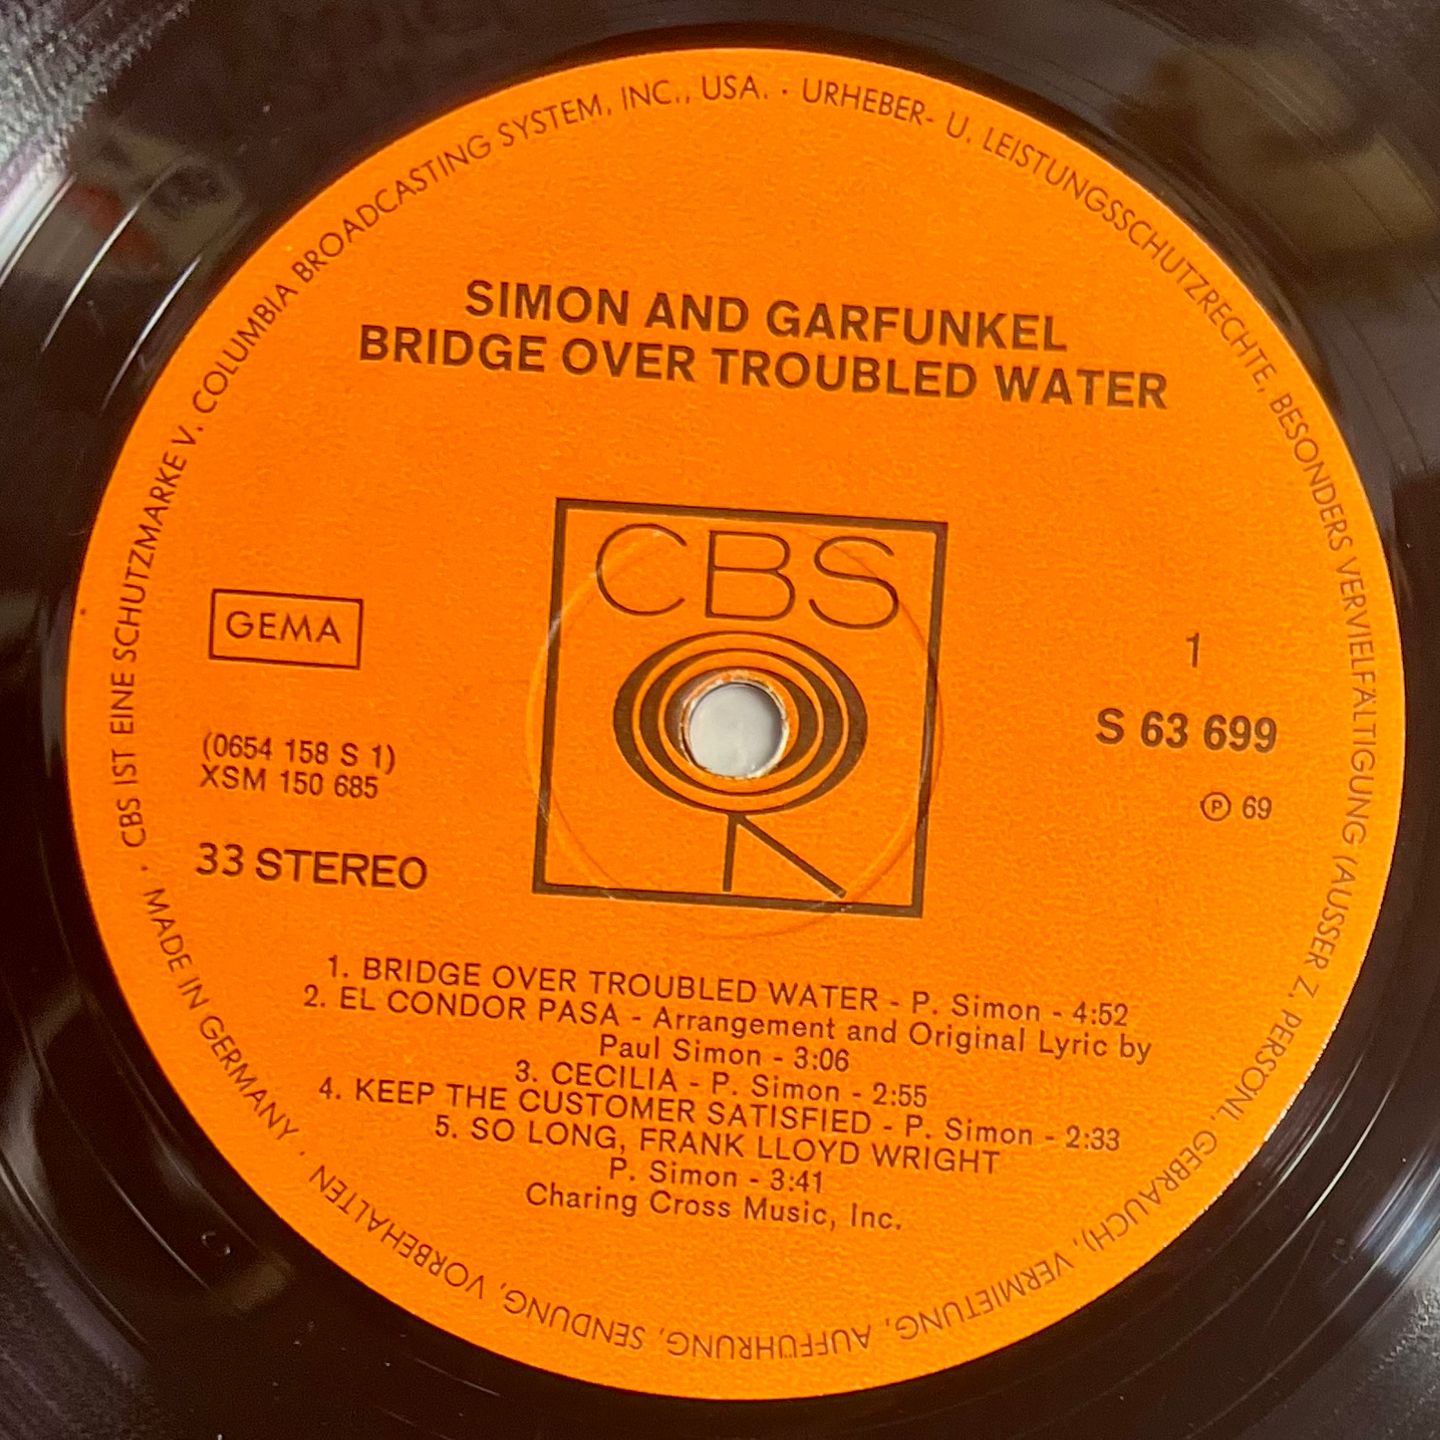 CBS IST EINE SCHUTZMARKE V. COLUMBIA BROADCASTING SYSTEM, INC., USA. · URHEBER- U. LEISTUNGSSCHUTZRECHTE, BESONDERS VERVIELFÄLTIGUNG (AUSSER Z. PERSÖNL. GEBRAUCH), VERMIETUNG, AUFFÜHRUNG, SENDUNG, VORBEHALTEN · MADE IN GERMANY ·
SIMON AND GARFUNKEL
BRIDGE OVER TROUBLED WATER
CBS
GEMA
1
S 63 699
(0654 158 S 1)
XSM 150 685
Ⓟ 69
33 STEREO
1. BRIDGE OVER TROUBLED WATER - P. Simon - 4:52
2. EL CONDOR PASA - Arrangement and Original Lyric by
Paul Simon - 3:06
3. CECILIA - P. Simon - 2:55
4. KEEP THE CUSTOMER SATISFIED - P. Simon - 2:33
5. SO LONG, FRANK LLOYD WRIGHT
P. Simon - 3:41
Charing Cross Music, Inc.